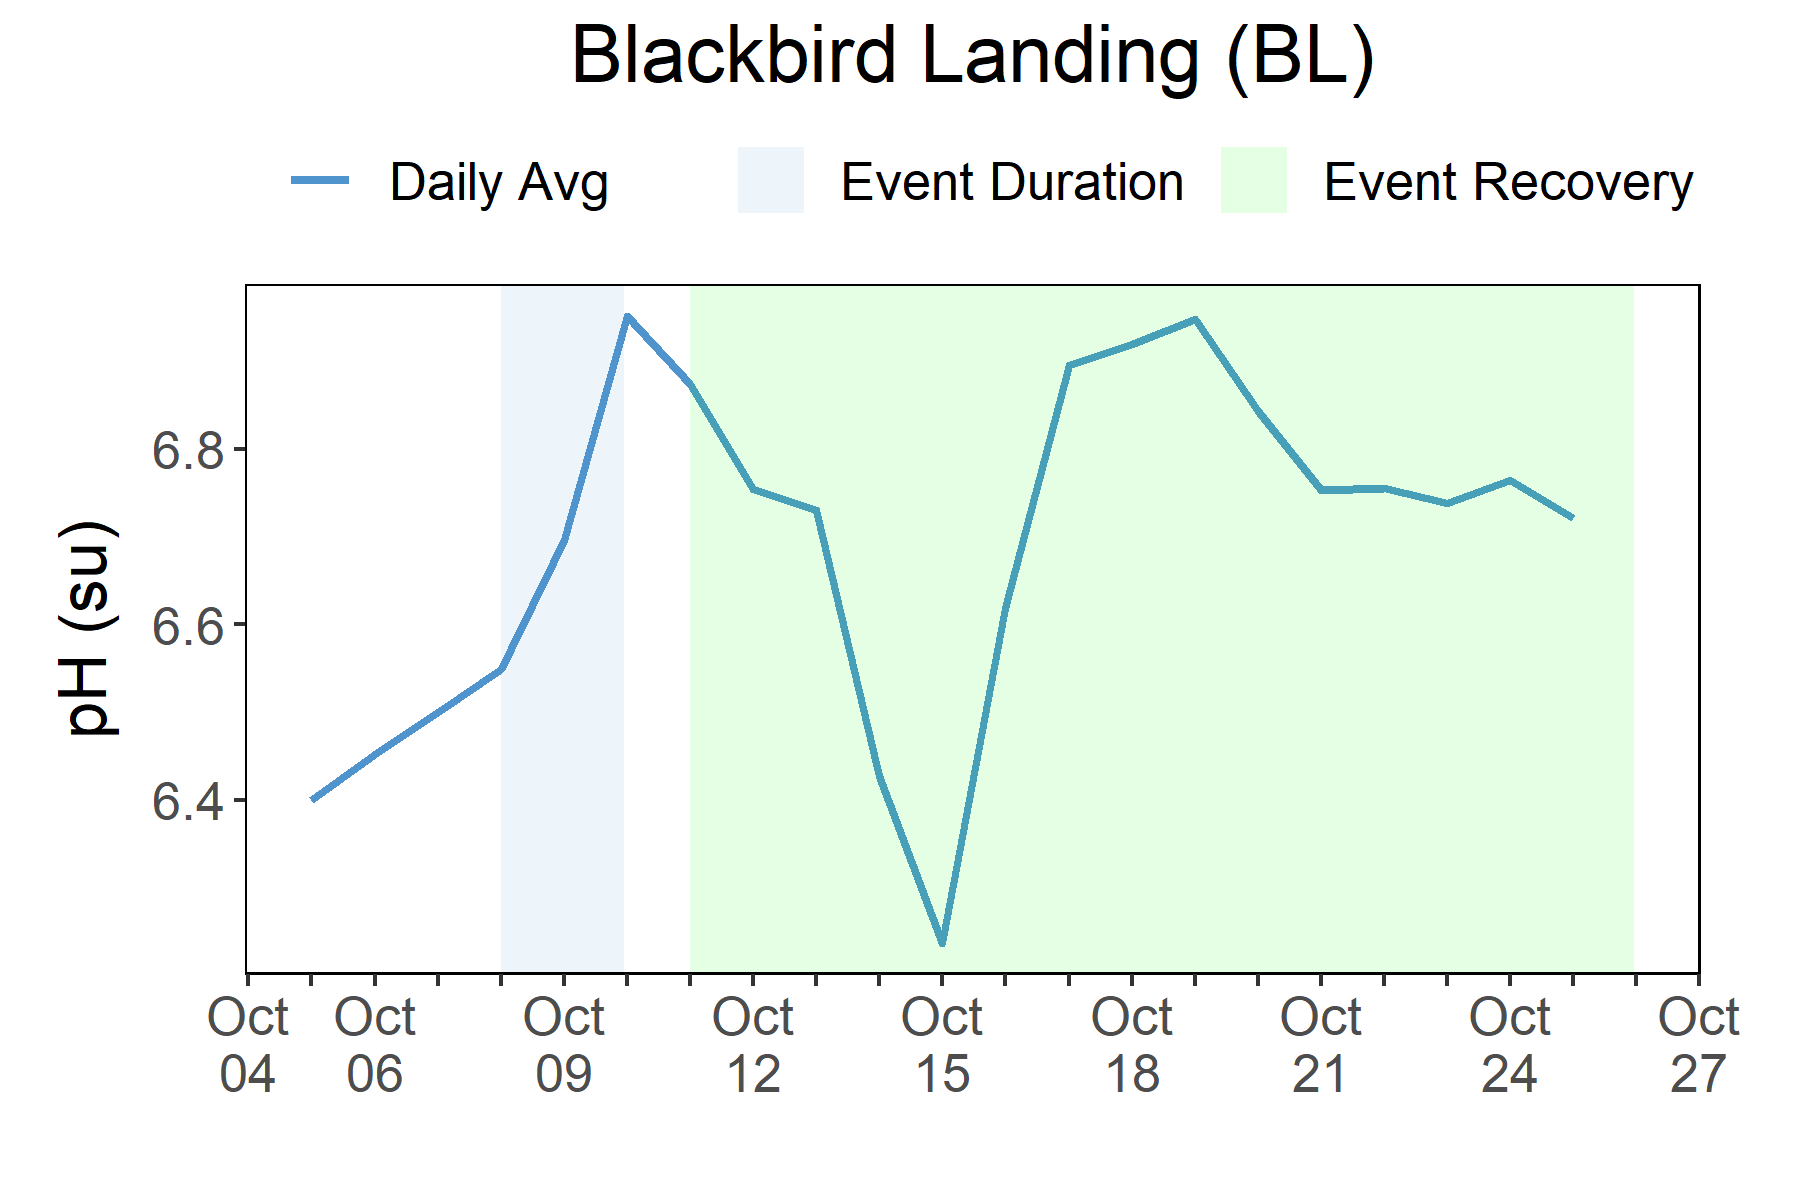 Blackbird Landing (BL)
Daily Avg Event Duration Event Recovery
pH (su)
6.8
6.6
6.4
Oct Oct Oct Oct Oct Oct Oct Oct Oct
04 06 09 12 15 18 21 24 27